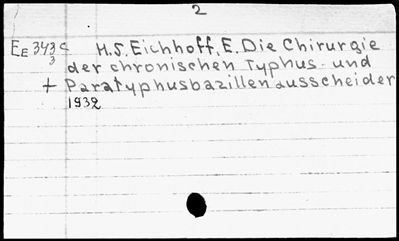 2
EE 343 c H.S. Eichhoff, E. Die Chirurgie
3 der chronischen Typhus- und
+ Paratyphusbazillenausscheider
1932